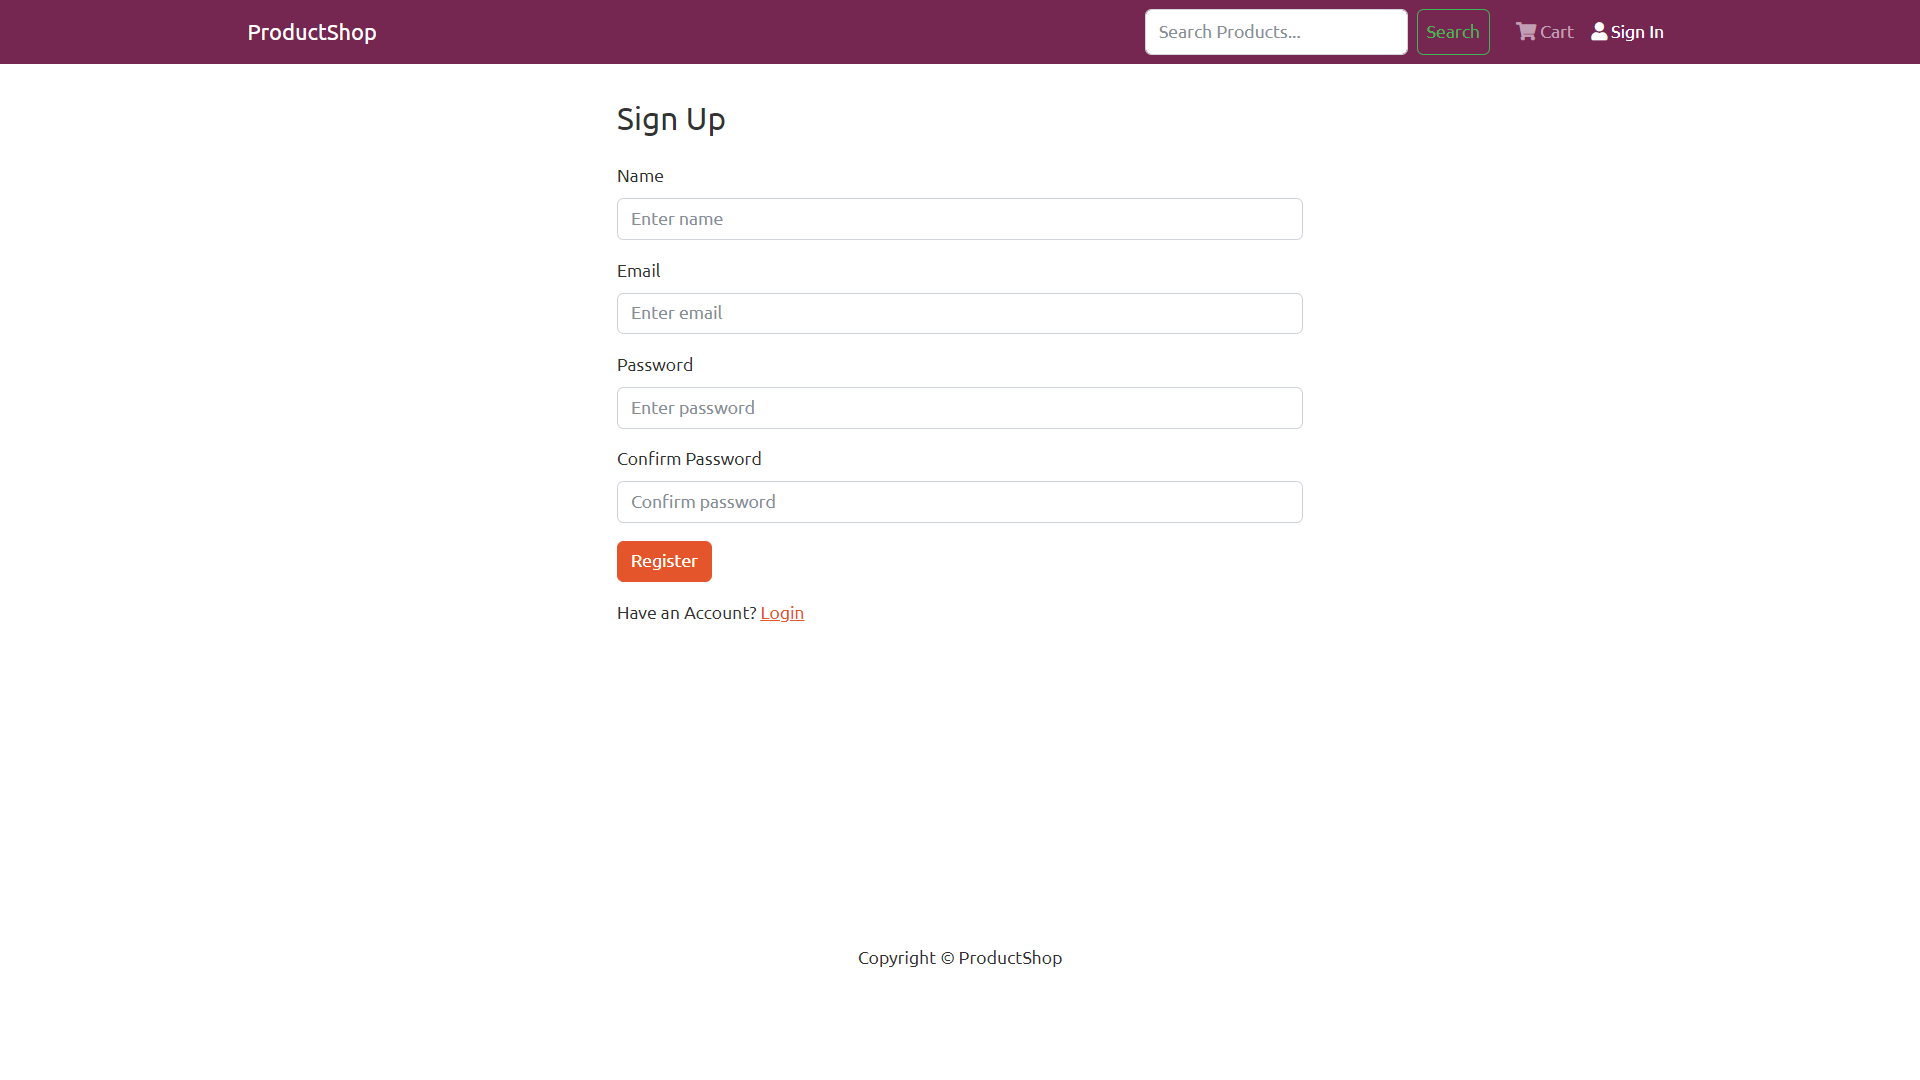 ProductShop
Search Products...
Search
Cart
Sign In
Sign Up
Name
Enter name
Email
Enter email
Password
Enter password
Confirm Password
Confirm password
Register
Have an Account? Login
Copyright © ProductShop